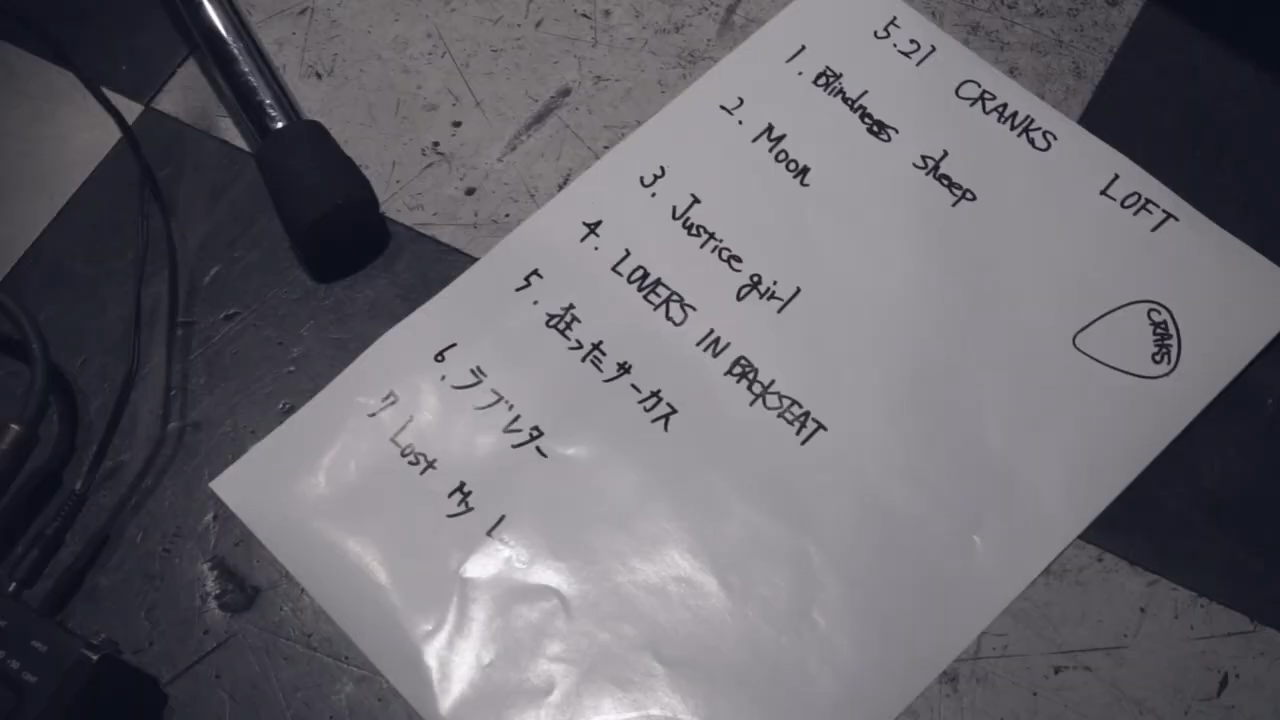 5.21 CRANKS LOFT
1. Blindness sheep
2. Moon
3. Justice girl
4. LOVERS IN BACKSEAT
5. 狂ったサーカス
6. ラブレター
7 Lost My L
CRAKS